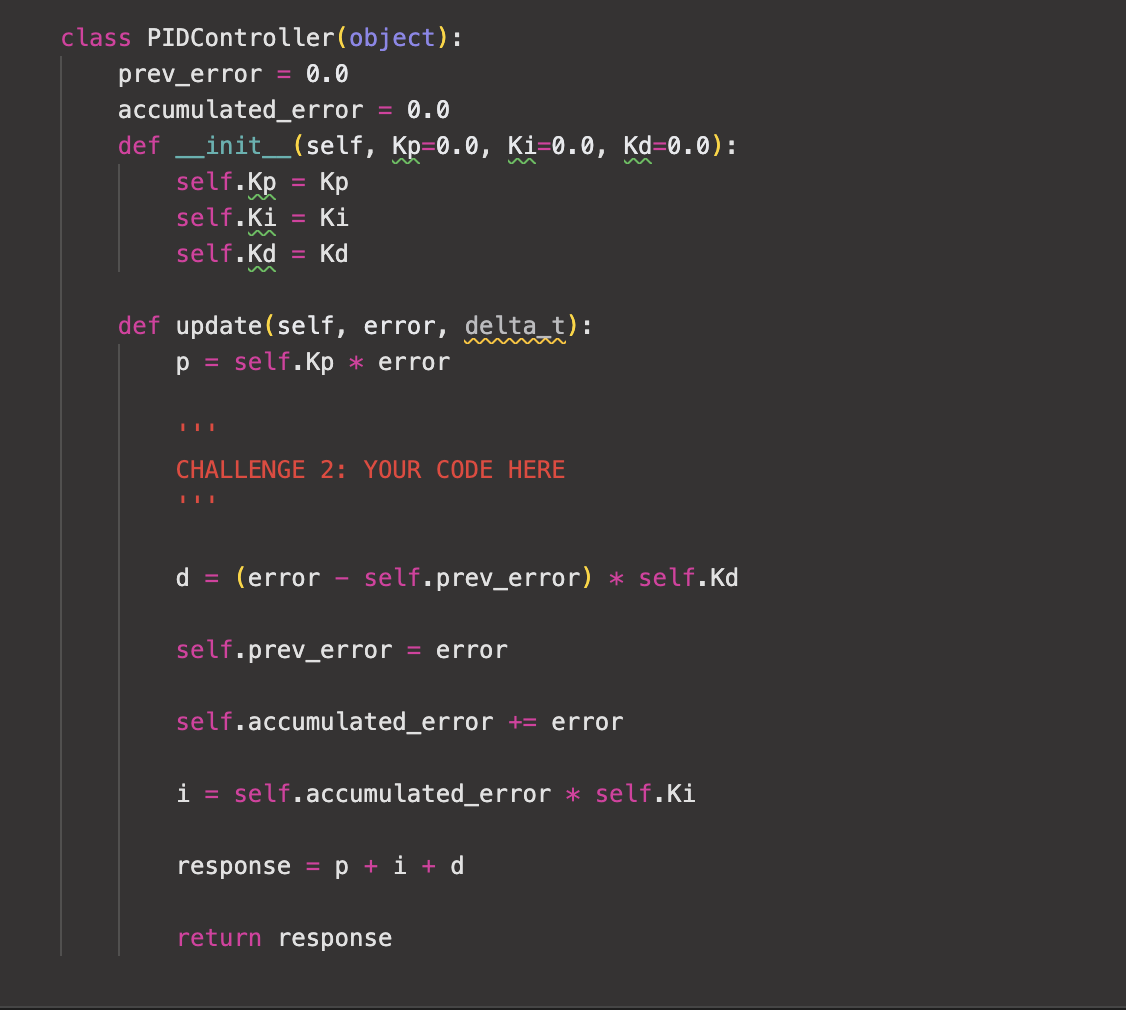 class PIDController(object):
    prev_error = 0.0
    accumulated_error = 0.0
    def __init__(self, Kp=0.0, Ki=0.0, Kd=0.0):
        self.Kp = Kp
        self.Ki = Ki
        self.Kd = Kd

    def update(self, error, delta_t):
        p = self.Kp * error

        '''
        CHALLENGE 2: YOUR CODE HERE
        '''

        d = (error - self.prev_error) * self.Kd

        self.prev_error = error

        self.accumulated_error += error

        i = self.accumulated_error * self.Ki

        response = p + i + d

        return response